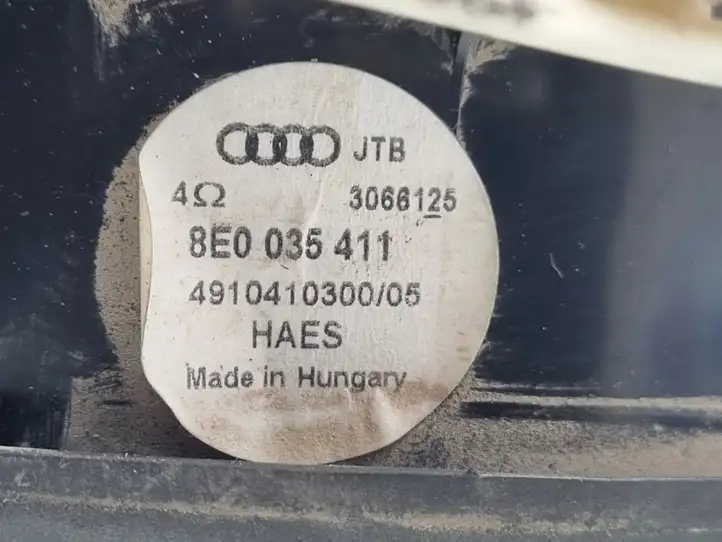 JTB
4Ω 3066125
8E0 035 411
4910410300/05
HAES
Made in Hungary